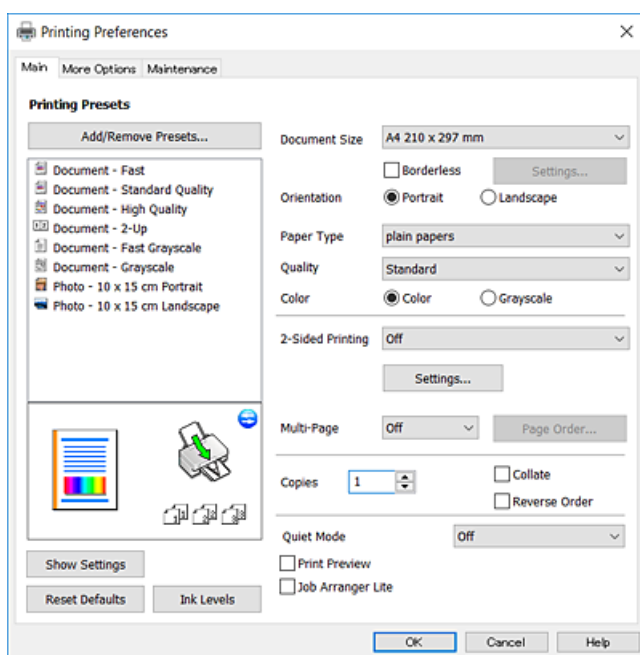 Printing Preferences
Main More Options Maintenance
Printing Presets
Add/Remove Presets...
Document - Fast
Document - Standard Quality
Document - High Quality
Document - 2-Up
Document - Fast Grayscale
Document - Grayscale
Photo - 10 x 15 cm Portrait
Photo - 10 x 15 cm Landscape
Show Settings
Reset Defaults Ink Levels
Document Size A4 210 x 297 mm
Borderless Settings...
Orientation Portrait Landscape
Paper Type plain papers
Quality Standard
Color Color Grayscale
2-Sided Printing Off
Settings...
Multi-Page Off Page Order...
Copies 1 Collate
Reverse Order
Quiet Mode Off
Print Preview
Job Arranger Lite
OK Cancel Help